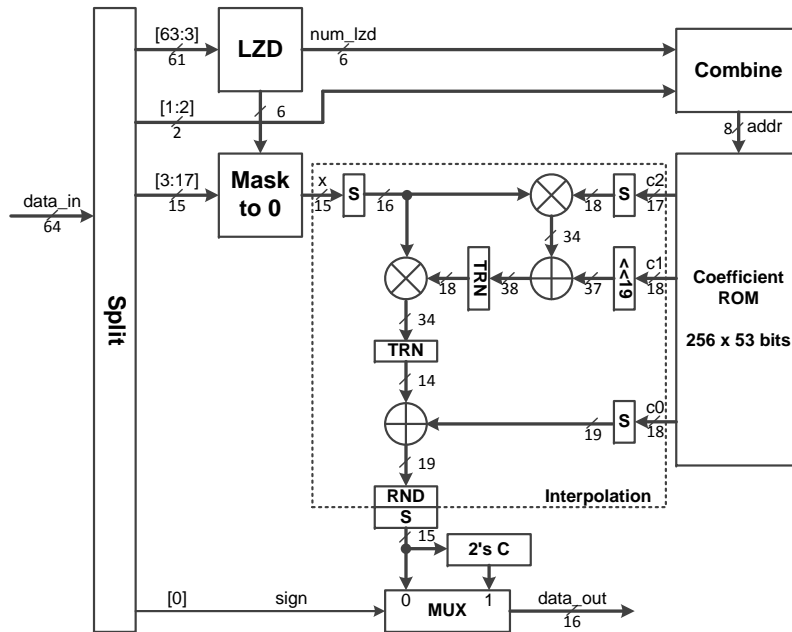 [63:3]
61
LZD
num_lzd
6
Combine
[1:2]
2
6
8
addr
[3:17]
15
Mask
to 0
x
15
S
16
18
S
c2
17
data_in
64
34
Split
18
TRN
38
37
<<19
c1
18
Coefficient
ROM
256 x 53 bits
34
TRN
14
19
S
c0
18
19
RND
S
Interpolation
15
2's C
[0]
sign
0
MUX
1
data_out
16